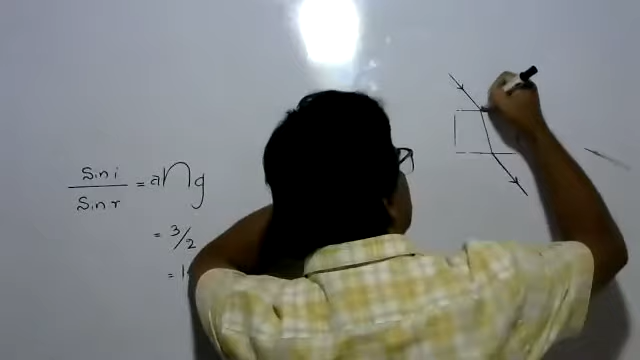 sin i / sin r = aηg
= 3/2
= 1